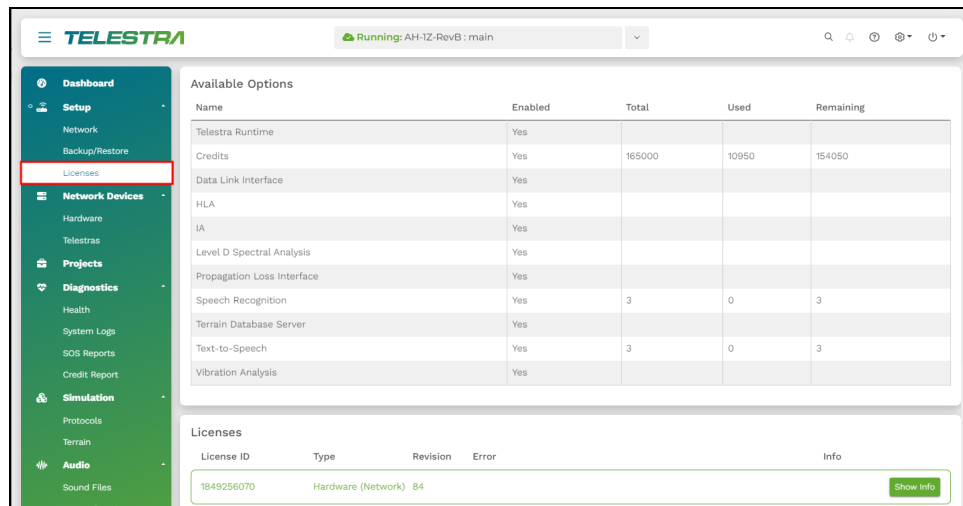 TELESTRA
Running: AH-1Z-RevB : main
Dashboard
Setup
Network
Backup/Restore
Licenses
Network Devices
Hardware
Telestras
Projects
Diagnostics
Health
System Logs
SOS Reports
Credit Report
Simulation
Protocols
Terrain
Audio
Sound Files
Available Options
Name Enabled Total Used Remaining
Telestra Runtime Yes
Credits Yes 165000 10950 154050
Data Link Interface Yes
HLA Yes
IA Yes
Level D Spectral Analysis Yes
Propagation Loss Interface Yes
Speech Recognition Yes 3 0 3
Terrain Database Server Yes
Text-to-Speech Yes 3 0 3
Vibration Analysis Yes
Licenses
License ID Type Revision Error Info
1849256070 Hardware (Network) 84 Show Info